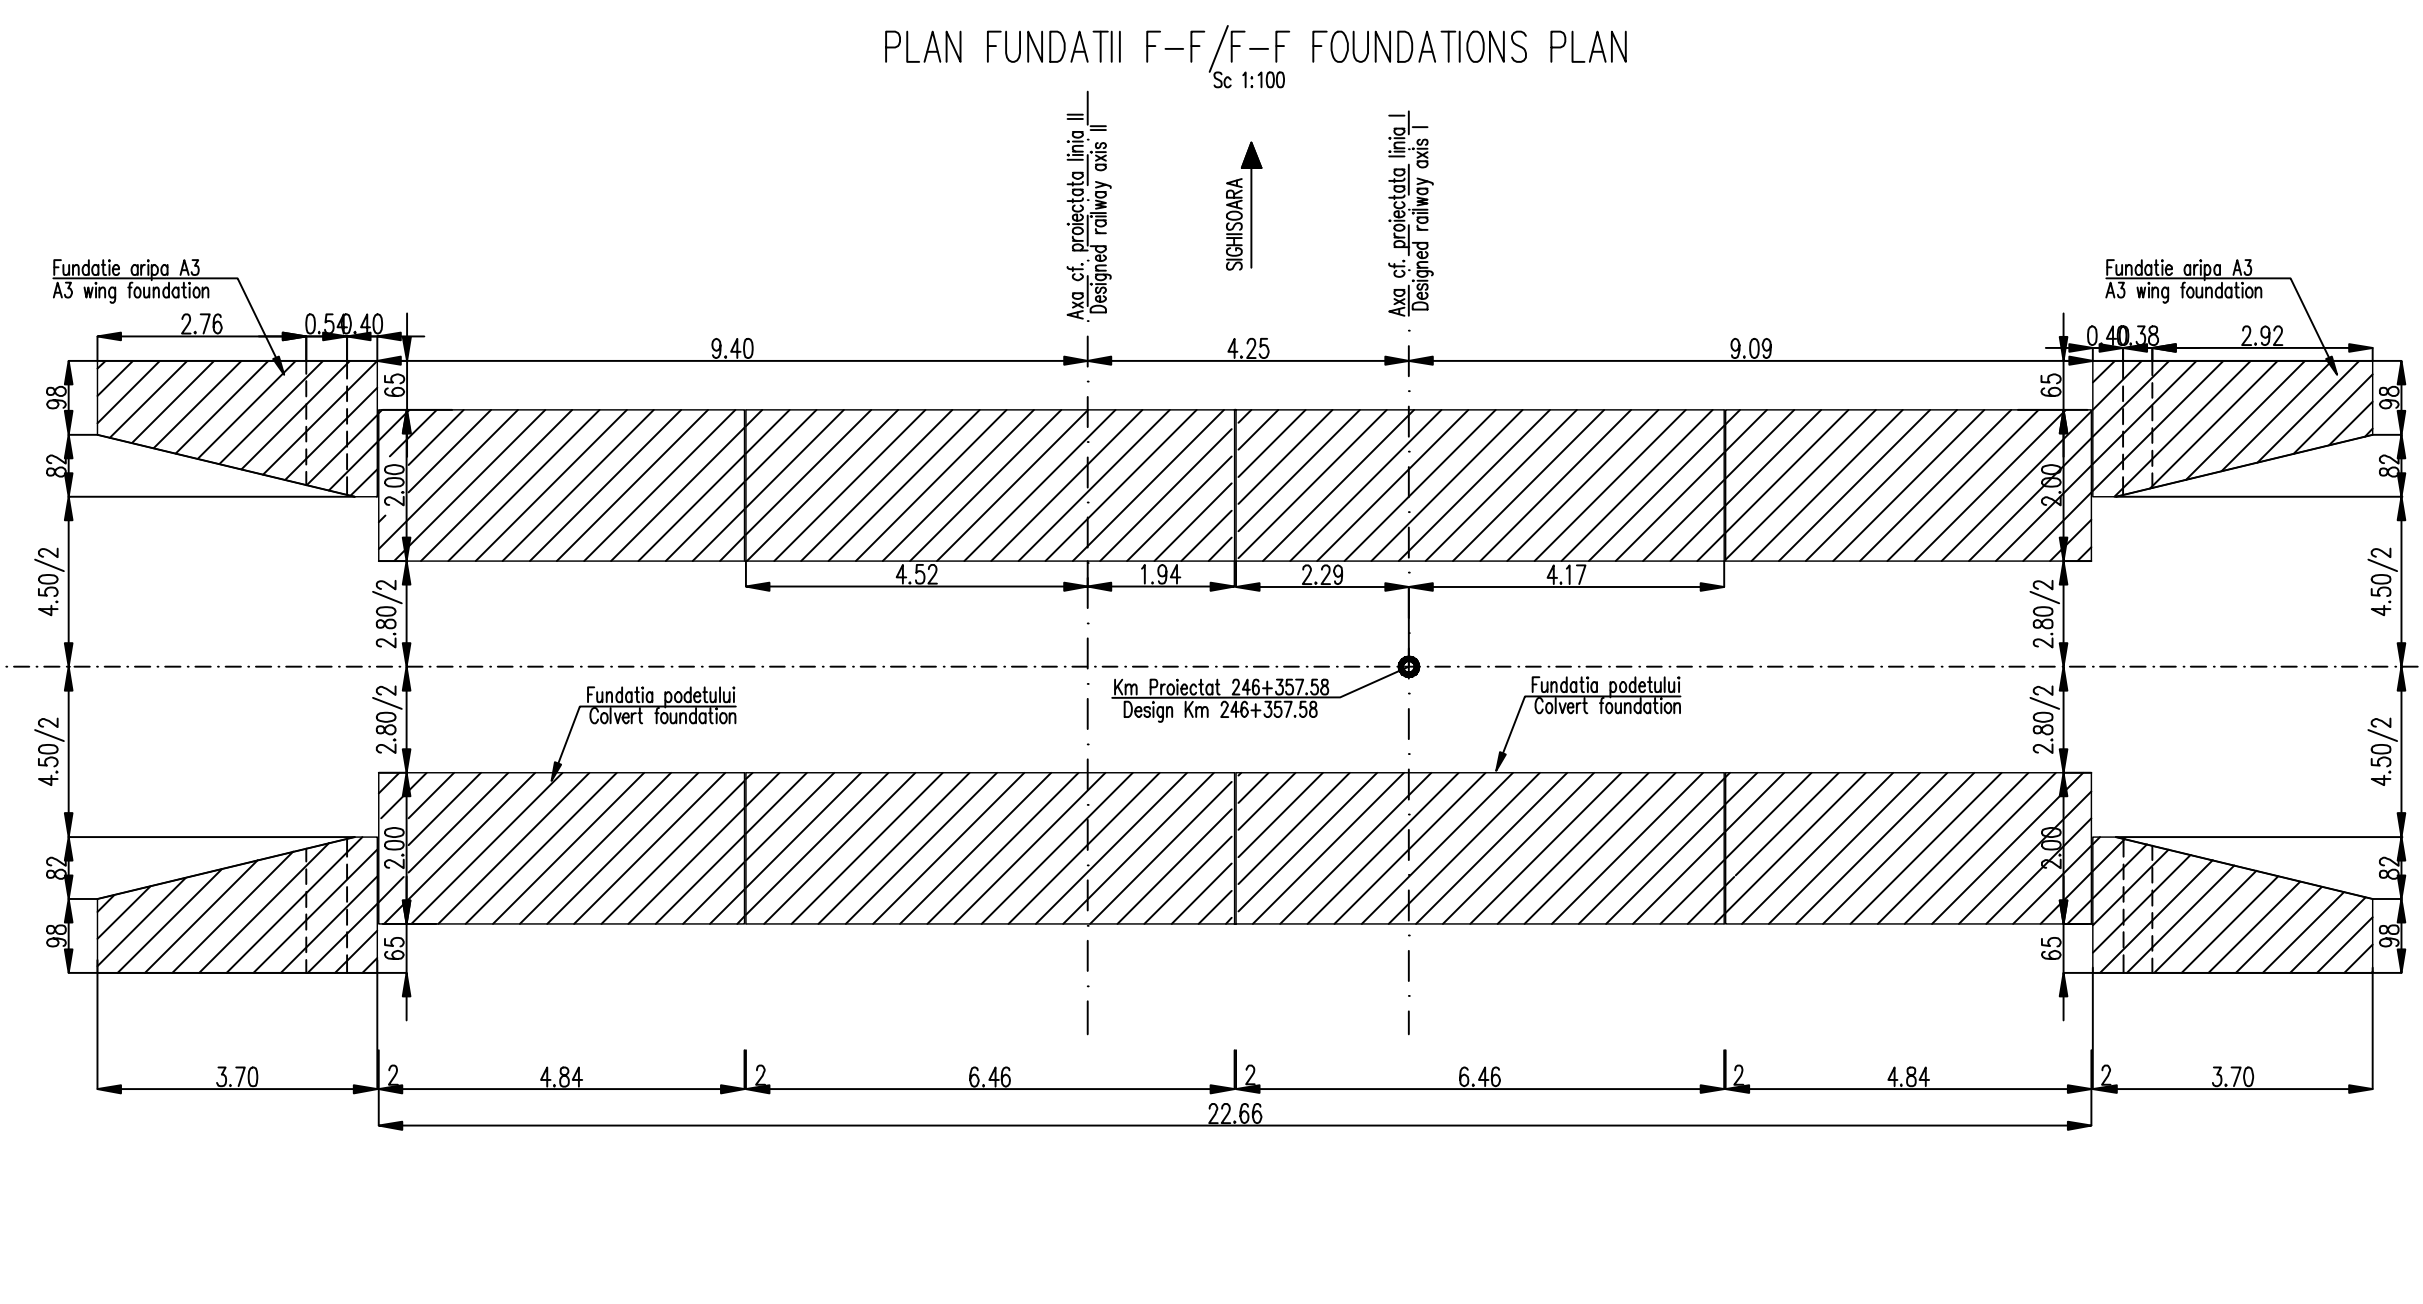 PLAN FUNDATII F-F/F-F FOUNDATIONS PLAN
Sc 1:100
Axa cf. proiectata linia II
Designed railway axis II
SIGHISOARA
Axa cf. proiectata linia I
Designed railway axis I
Fundatie aripa A3
A3 wing foundation
Fundatie aripa A3
A3 wing foundation
2.76 0.54 0.40
0.40 0.38 2.92
9.40 4.25 9.09
98
65
65
98
82
2.00
2.00
82
4.52 1.94 2.29 4.17
4.50/2
2.80/2
2.80/2
4.50/2
Fundatia podetului
Colvert foundation
Km Proiectat 246+357.58
Design Km 246+357.58
Fundatia podetului
Colvert foundation
4.50/2
2.80/2
2.80/2
4.50/2
82
2.00
2.00
82
98
65
65
98
3.70 2 4.84 2 6.46 2 6.46 2 4.84 2 3.70
22.66